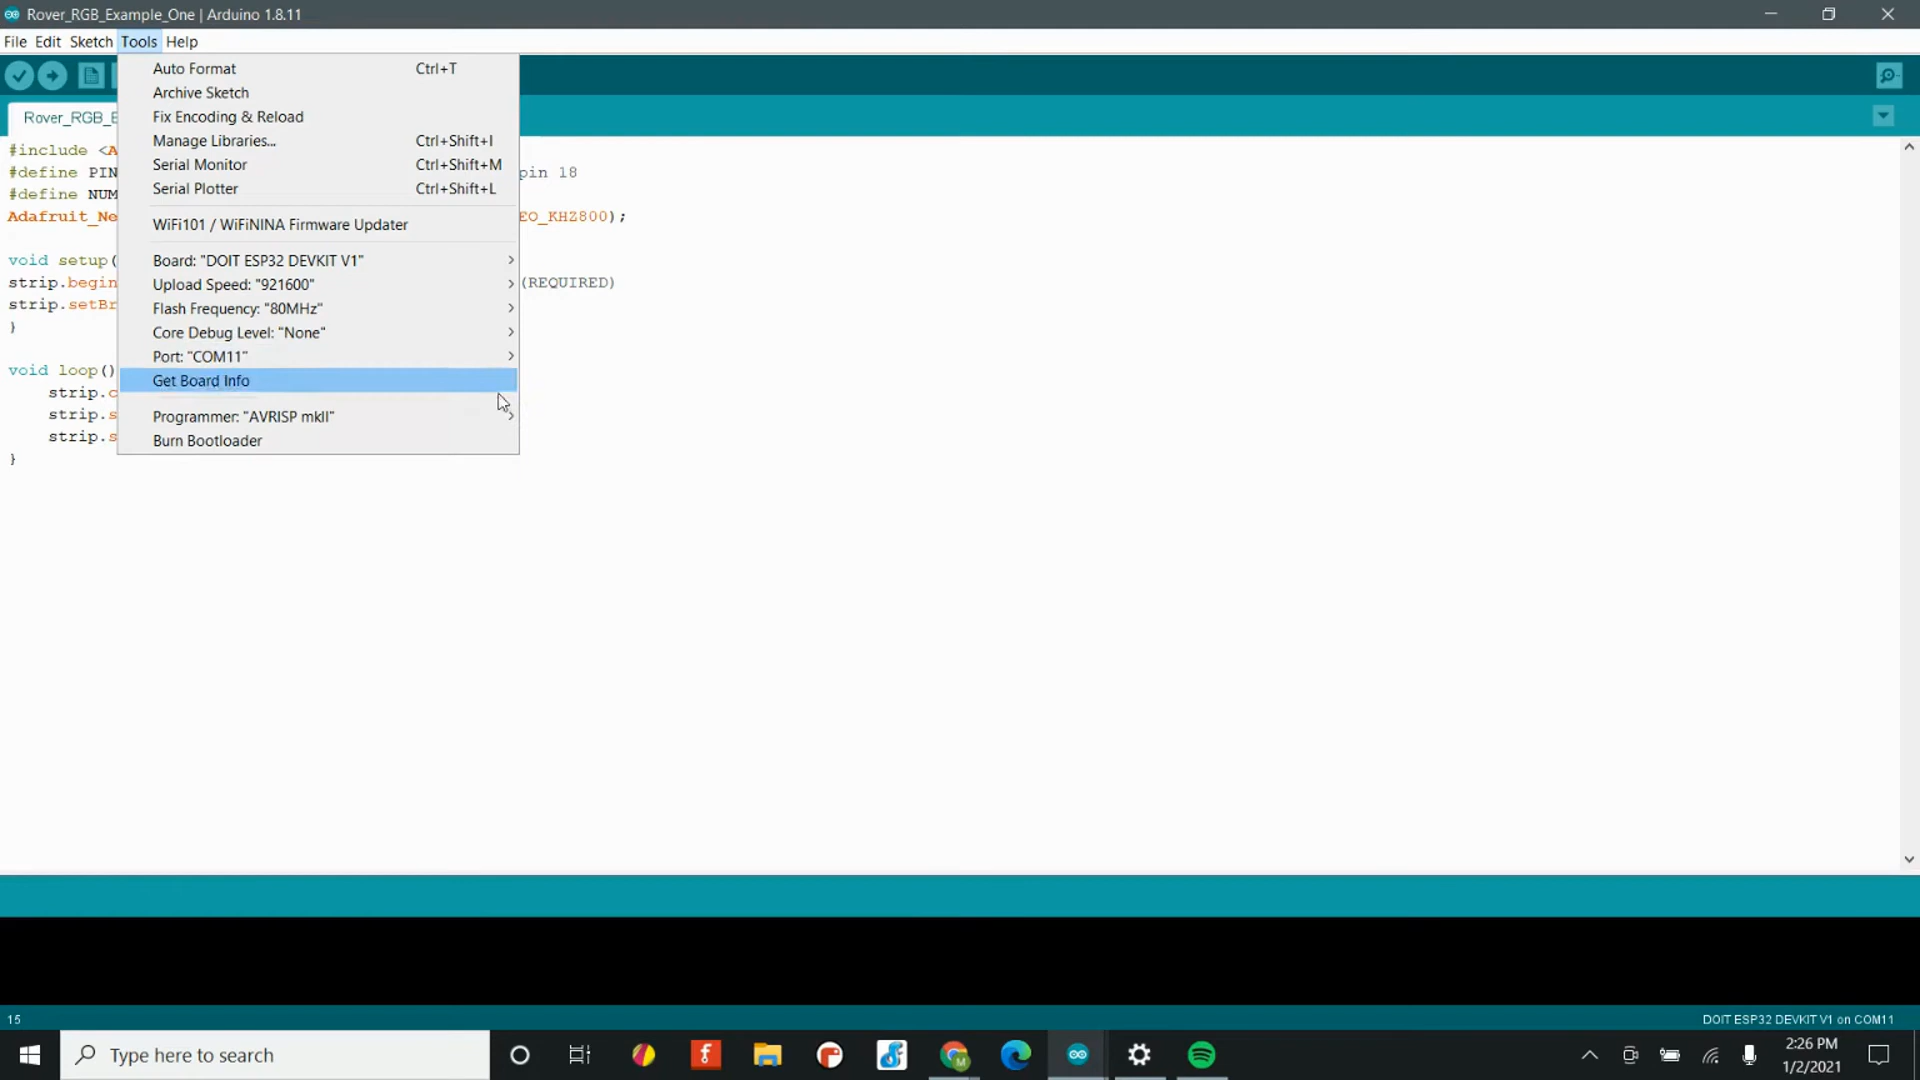 Rover_RGB_Example_One | Arduino 1.8.11
File Edit Sketch Tools Help
Auto Format Ctrl+T
Archive Sketch
Fix Encoding & Reload
Manage Libraries... Ctrl+Shift+I
Serial Monitor Ctrl+Shift+M
Serial Plotter Ctrl+Shift+L
WiFi101 / WiFiNINA Firmware Updater
Board: "DOIT ESP32 DEVKIT V1"
Upload Speed: "921600"
Flash Frequency: "80MHz"
Core Debug Level: "None"
Port: "COM11"
Get Board Info
Programmer: "AVRISP mkII"
Burn Bootloader
Rover_RGB_E
#include <A
#define PIN pin 18
#define NUM
Adafruit_Ne EO_KHZ800);
void setup(
strip.begin (REQUIRED)
strip.setBr
}
void loop()
strip.c
strip.s
strip.s
}
15
DOIT ESP32 DEVKIT V1 on COM11
Type here to search
2:26 PM
1/2/2021